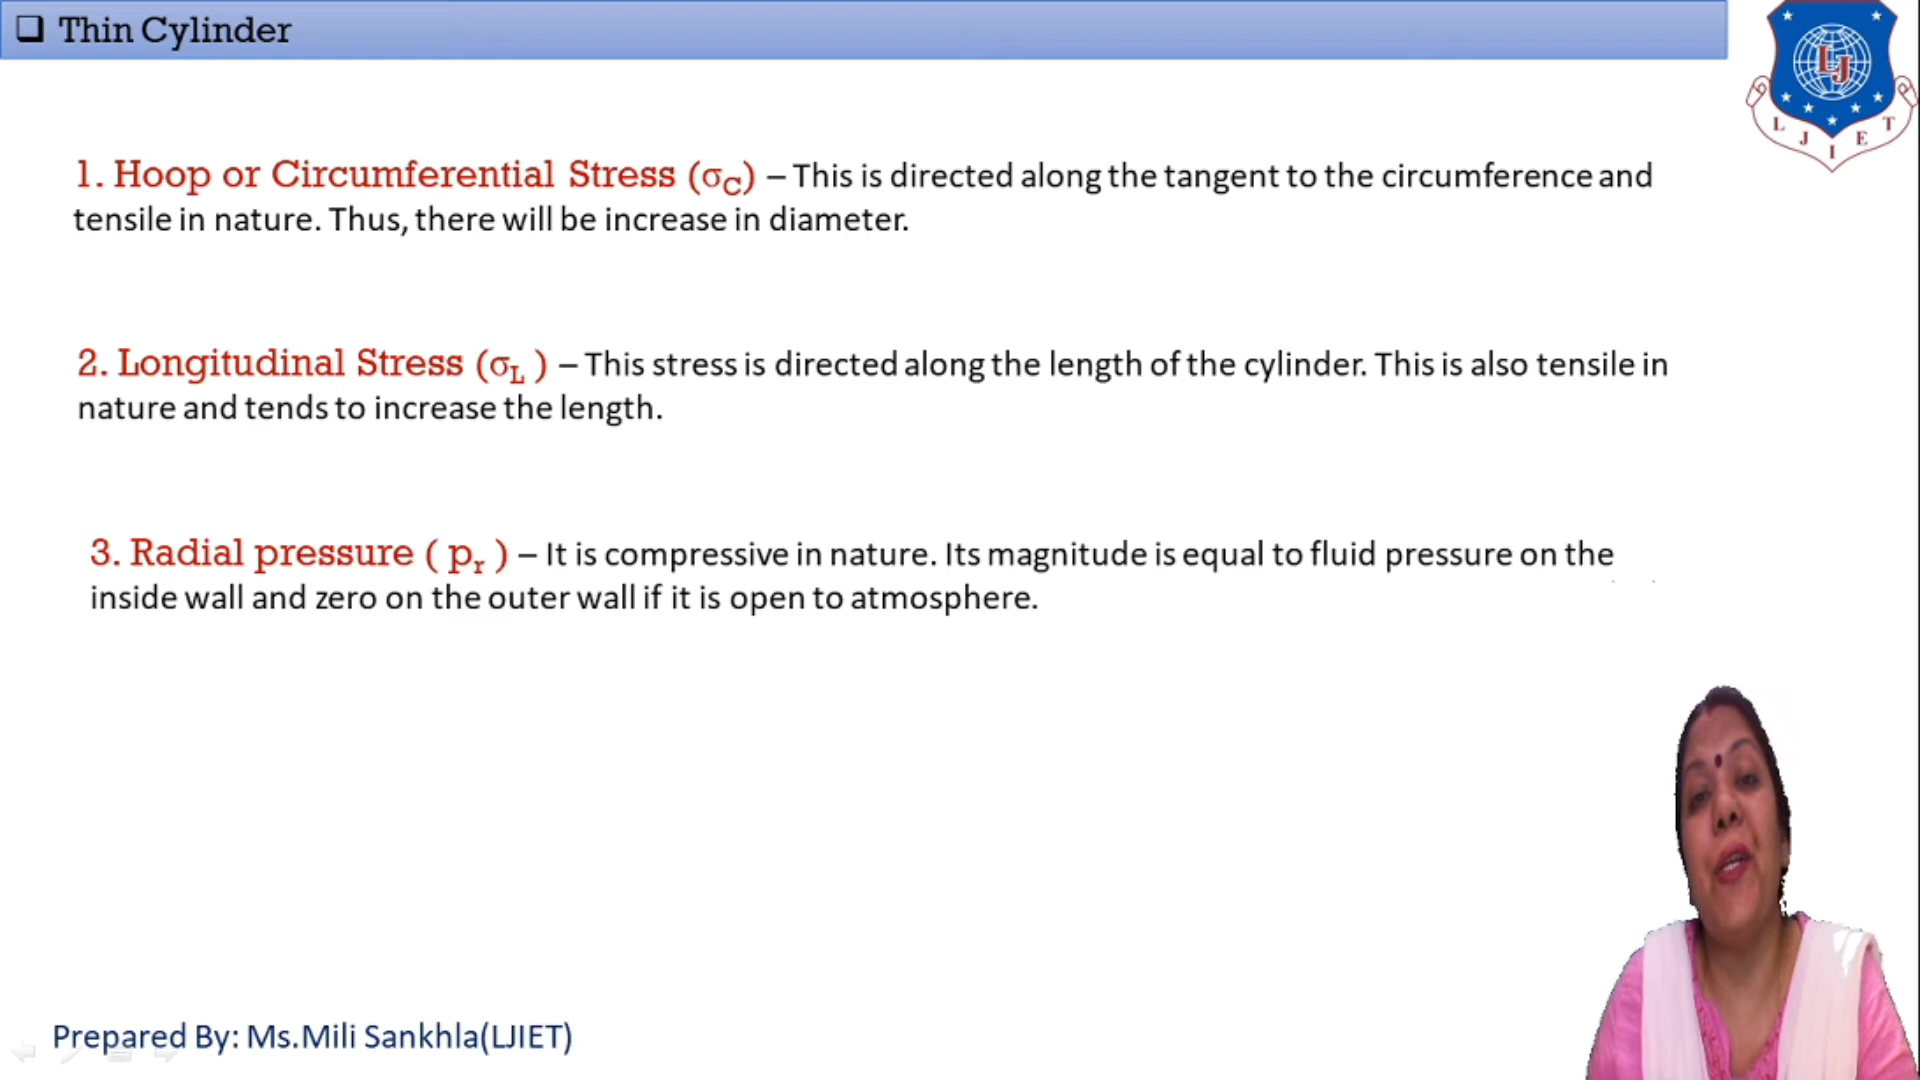 ❑ Thin Cylinder
LJ
L J I E T
1. Hoop or Circumferential Stress (σC) – This is directed along the tangent to the circumference and
tensile in nature. Thus, there will be increase in diameter.
2. Longitudinal Stress (σL ) – This stress is directed along the length of the cylinder. This is also tensile in
nature and tends to increase the length.
3. Radial pressure ( pr ) – It is compressive in nature. Its magnitude is equal to fluid pressure on the
inside wall and zero on the outer wall if it is open to atmosphere.
Prepared By: Ms.Mili Sankhla(LJIET)